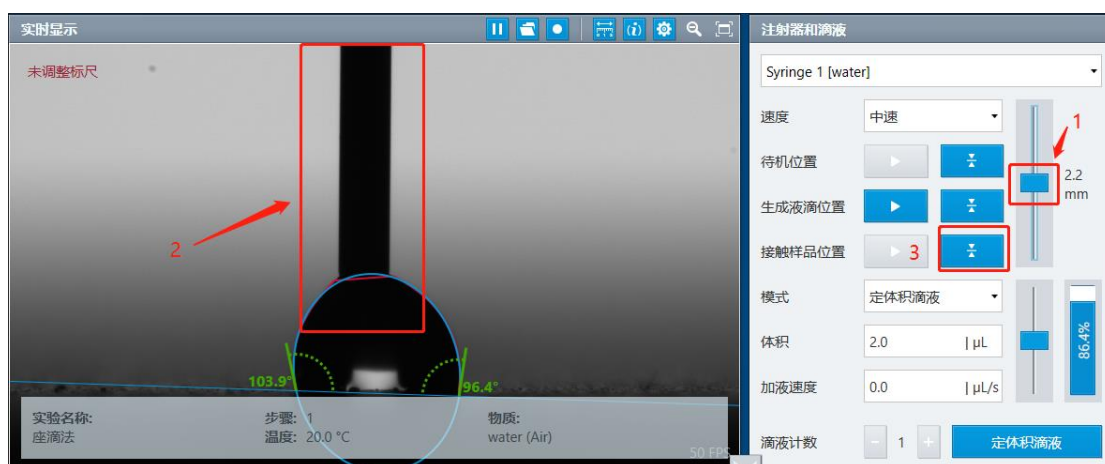 实时显示
未调整标尺
2
103.9°
96.4°
实验名称:
座滴法
步骤: 1
温度: 20.0 °C
物质:
water (Air)
50 FPS
注射器和滴液
Syringe 1 [water]
速度
中速
1
待机位置
2.2
mm
生成液滴位置
接触样品位置
3
模式
定体积滴液
体积
2.0 | µL
86.4%
加液速度
0.0 | µL/s
滴液计数
- 1 +
定体积滴液